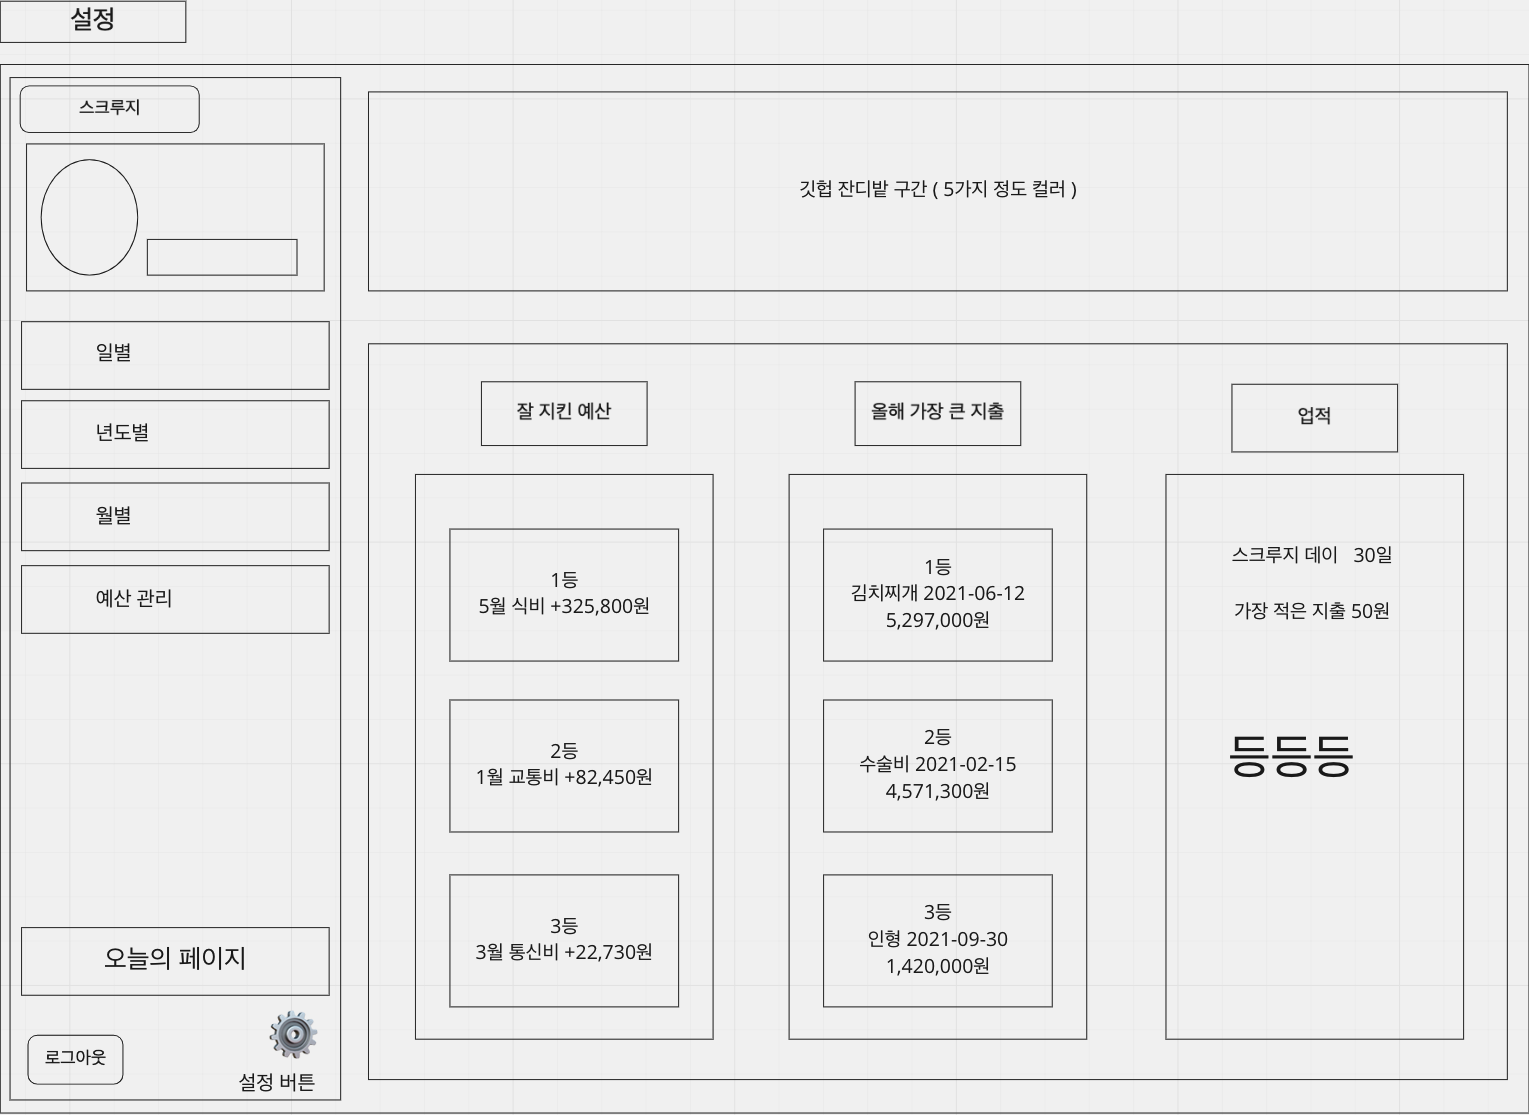 설정
스크루지
일별
년도별
월별
예산 관리
오늘의 페이지
로그아웃
설정 버튼
깃헙 잔디밭 구간 ( 5가지 정도 컬러 )
잘 지킨 예산
1등
5월 식비 +325,800원
2등
1월 교통비 +82,450원
3등
3월 통신비 +22,730원
올해 가장 큰 지출
1등
김치찌개 2021-06-12
5,297,000원
2등
수술비 2021-02-15
4,571,300원
3등
인형 2021-09-30
1,420,000원
업적
스크루지 데이 30일
가장 적은 지출 50원
등등등